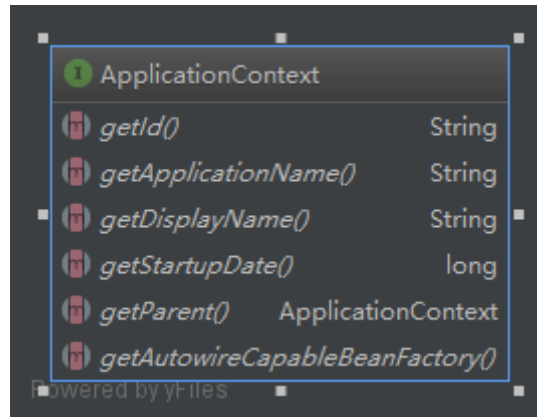 I ApplicationContext
m getId() String
m getApplicationName() String
m getDisplayName() String
m getStartupDate() long
m getParent() ApplicationContext
m getAutowireCapableBeanFactory()
Powered by yFiles